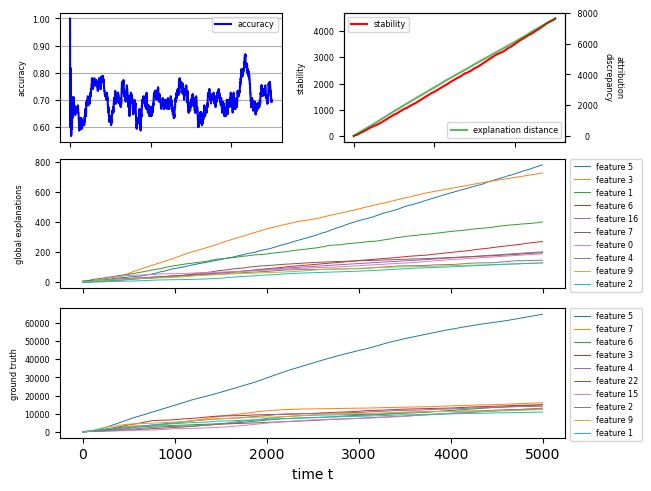 accuracy
1.00
0.90
0.80
0.70
0.60
accuracy
stability
4000
3000
2000
1000
0
stability
explanation distance
8000
6000
4000
2000
0
attribution
discrepancy
global explanations
800
600
400
200
0
feature 5
feature 3
feature 1
feature 6
feature 16
feature 7
feature 0
feature 4
feature 9
feature 2
ground truth
60000
50000
40000
30000
20000
10000
0
feature 5
feature 7
feature 6
feature 3
feature 4
feature 22
feature 15
feature 2
feature 9
feature 1
0 1000 2000 3000 4000 5000
time t